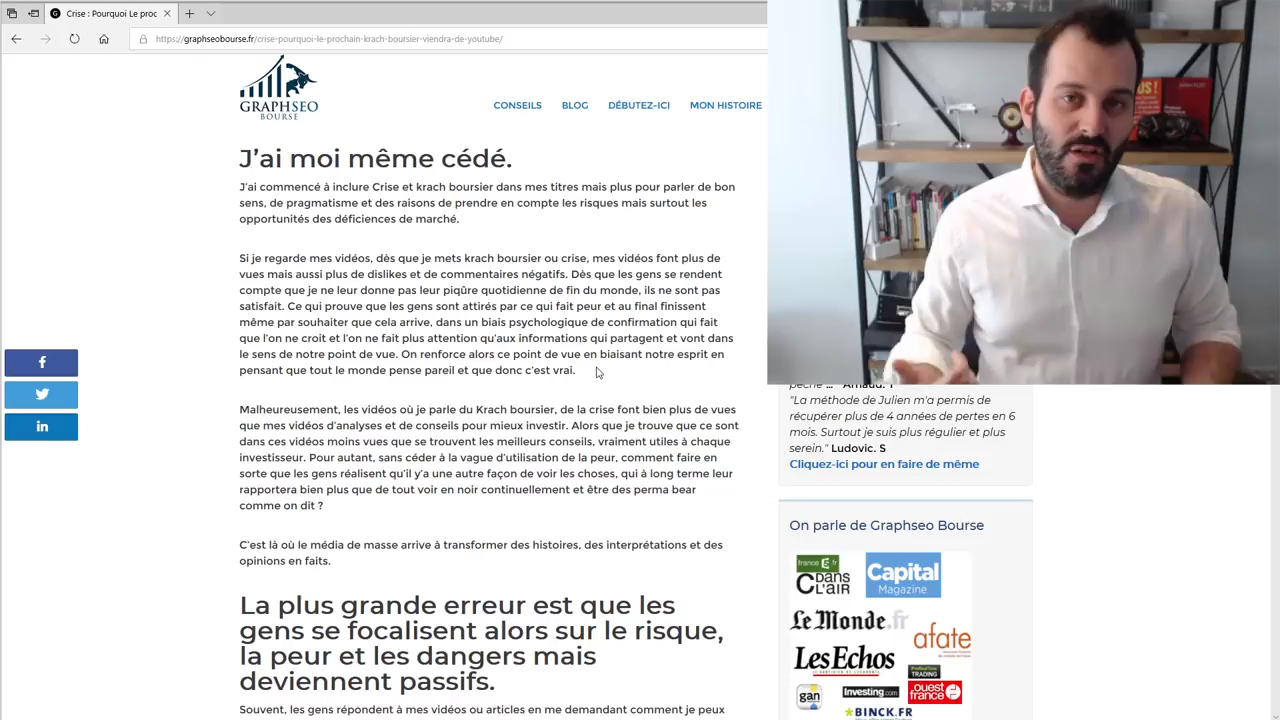 Crise : Pourquoi Le proc
https://graphseobourse.fr/crise-pourquoi-le-prochain-krach-boursier-viendra-de-youtube/
GRAPHSEO
BOURSE
CONSEILS
BLOG
DÉBUTEZ-ICI
MON HISTOIRE
J’ai moi même cédé.
J’ai commencé à inclure Crise et krach boursier dans mes titres mais plus pour parler de bon
sens, de pragmatisme et des raisons de prendre en compte les risques mais surtout les
opportunités des déficiences de marché.
Si je regarde mes vidéos, dès que je mets krach boursier ou crise, mes vidéos font plus de
vues mais aussi plus de dislikes et de commentaires négatifs. Dès que les gens se rendent
compte que je ne leur donne pas leur piqûre quotidienne de fin du monde, ils ne sont pas
satisfait. Ce qui prouve que les gens sont attirés par ce qui fait peur et au final finissent
même par souhaiter que cela arrive, dans un biais psychologique de confirmation qui fait
que l’on ne croit et l’on ne fait plus attention qu’aux informations qui partagent et vont dans
le sens de notre point de vue. On renforce alors ce point de vue en biaisant notre esprit en
pensant que tout le monde pense pareil et que donc c’est vrai.
Malheureusement, les vidéos où je parle du Krach boursier, de la crise font bien plus de vues
que mes vidéos d’analyses et de conseils pour mieux investir. Alors que je trouve que ce sont
dans ces vidéos moins vues que se trouvent les meilleurs conseils, vraiment utiles à chaque
investisseur. Pour autant, sans céder à la vague d’utilisation de la peur, comment faire en
sorte que les gens réalisent qu’il y’a une autre façon de voir les choses, qui à long terme leur
rapportera bien plus que de tout voir en noir continuellement et être des perma bear
comme on dit ?
C’est là où le média de masse arrive à transformer des histoires, des interprétations et des
opinions en faits.
La plus grande erreur est que les
gens se focalisent alors sur le risque,
la peur et les dangers mais
deviennent passifs.
Souvent, les gens répondent à mes vidéos ou articles en me demandant comment je peux
"La méthode de Julien m'a permis de
récupérer plus de 4 années de pertes en 6
mois. Surtout je suis plus régulier et plus
serein." Ludovic. S
Cliquez-ici pour en faire de même
On parle de Graphseo Bourse
france 5 fr
C DANS
L'AIR
Capital
Magazine
Le Monde.fr
afate
Les Echos
TRADING
gan
Investing.com
ouest
france
BINCK.FR